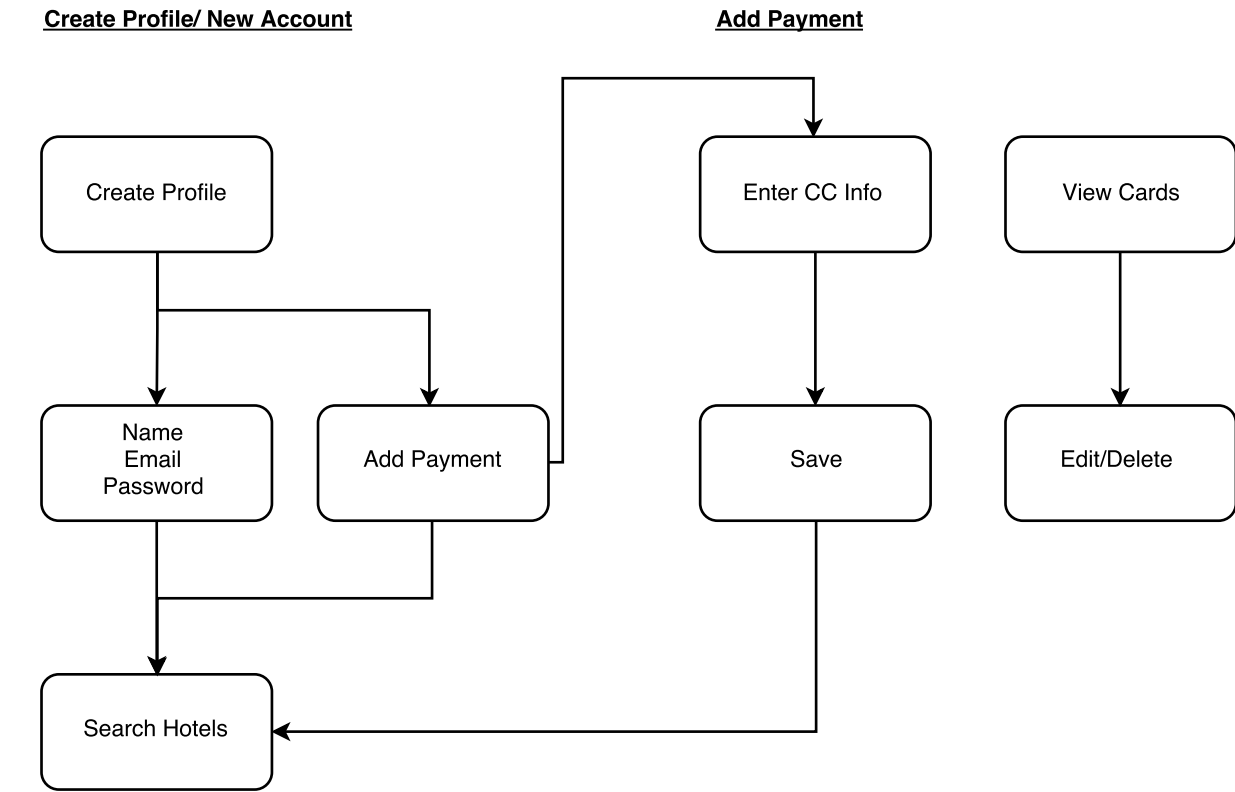 Create Profile/ New Account
Add Payment
Create Profile
Enter CC Info
View Cards
Name
Email
Password
Add Payment
Save
Edit/Delete
Search Hotels